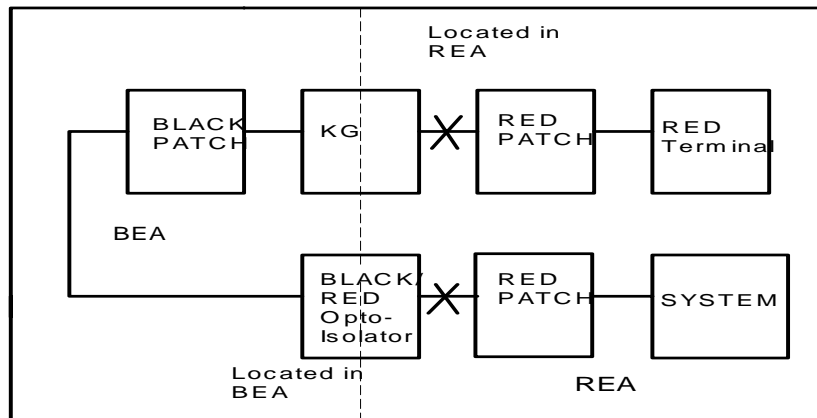 Located in
REA
BLACK
PATCH
KG
RED
PATCH
RED
Terminal
BEA
BLACK/
RED
Opto-
Isolator
RED
PATCH
SYSTEM
Located in
BEA
REA